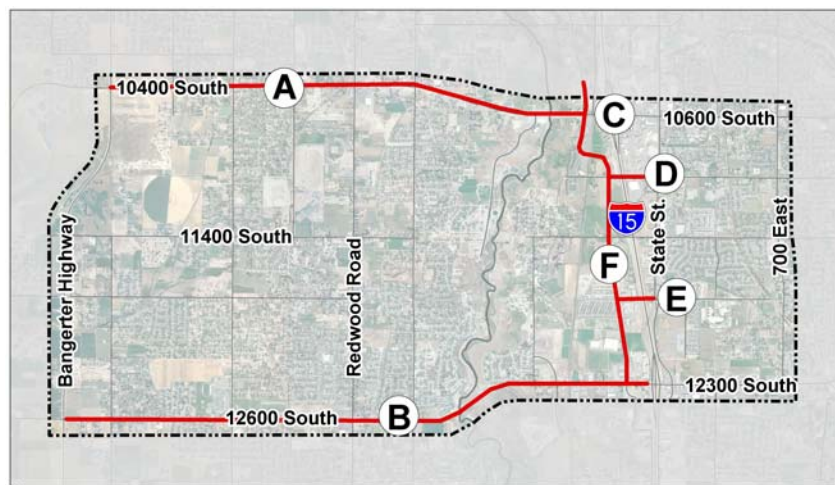 10400 South
A
C
10600 South
D
15
State St.
700 East
11400 South
F
E
Redwood Road
Bangerter Highway
12300 South
12600 South
B